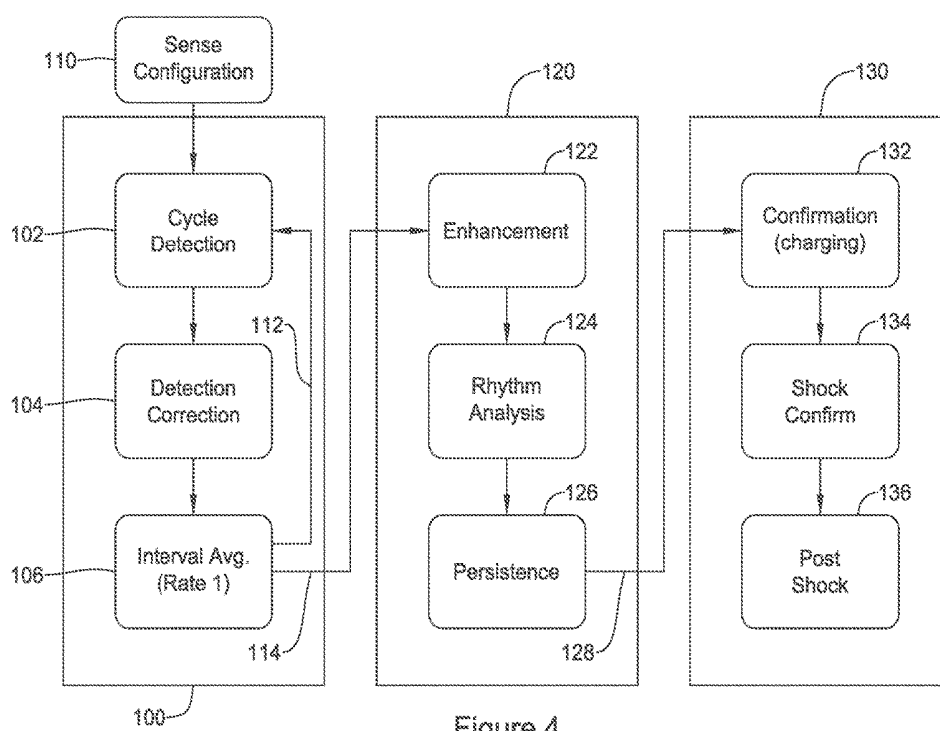 110
Sense
Configuration
120
130
122
132
102
Cycle
Detection
Enhancement
Confirmation
(charging)
112
124
134
104
Detection
Correction
Rhythm
Analysis
Shock
Confirm
126
136
106
Interval Avg.
(Rate 1)
Persistence
Post
Shock
114
128
100
Figure 4